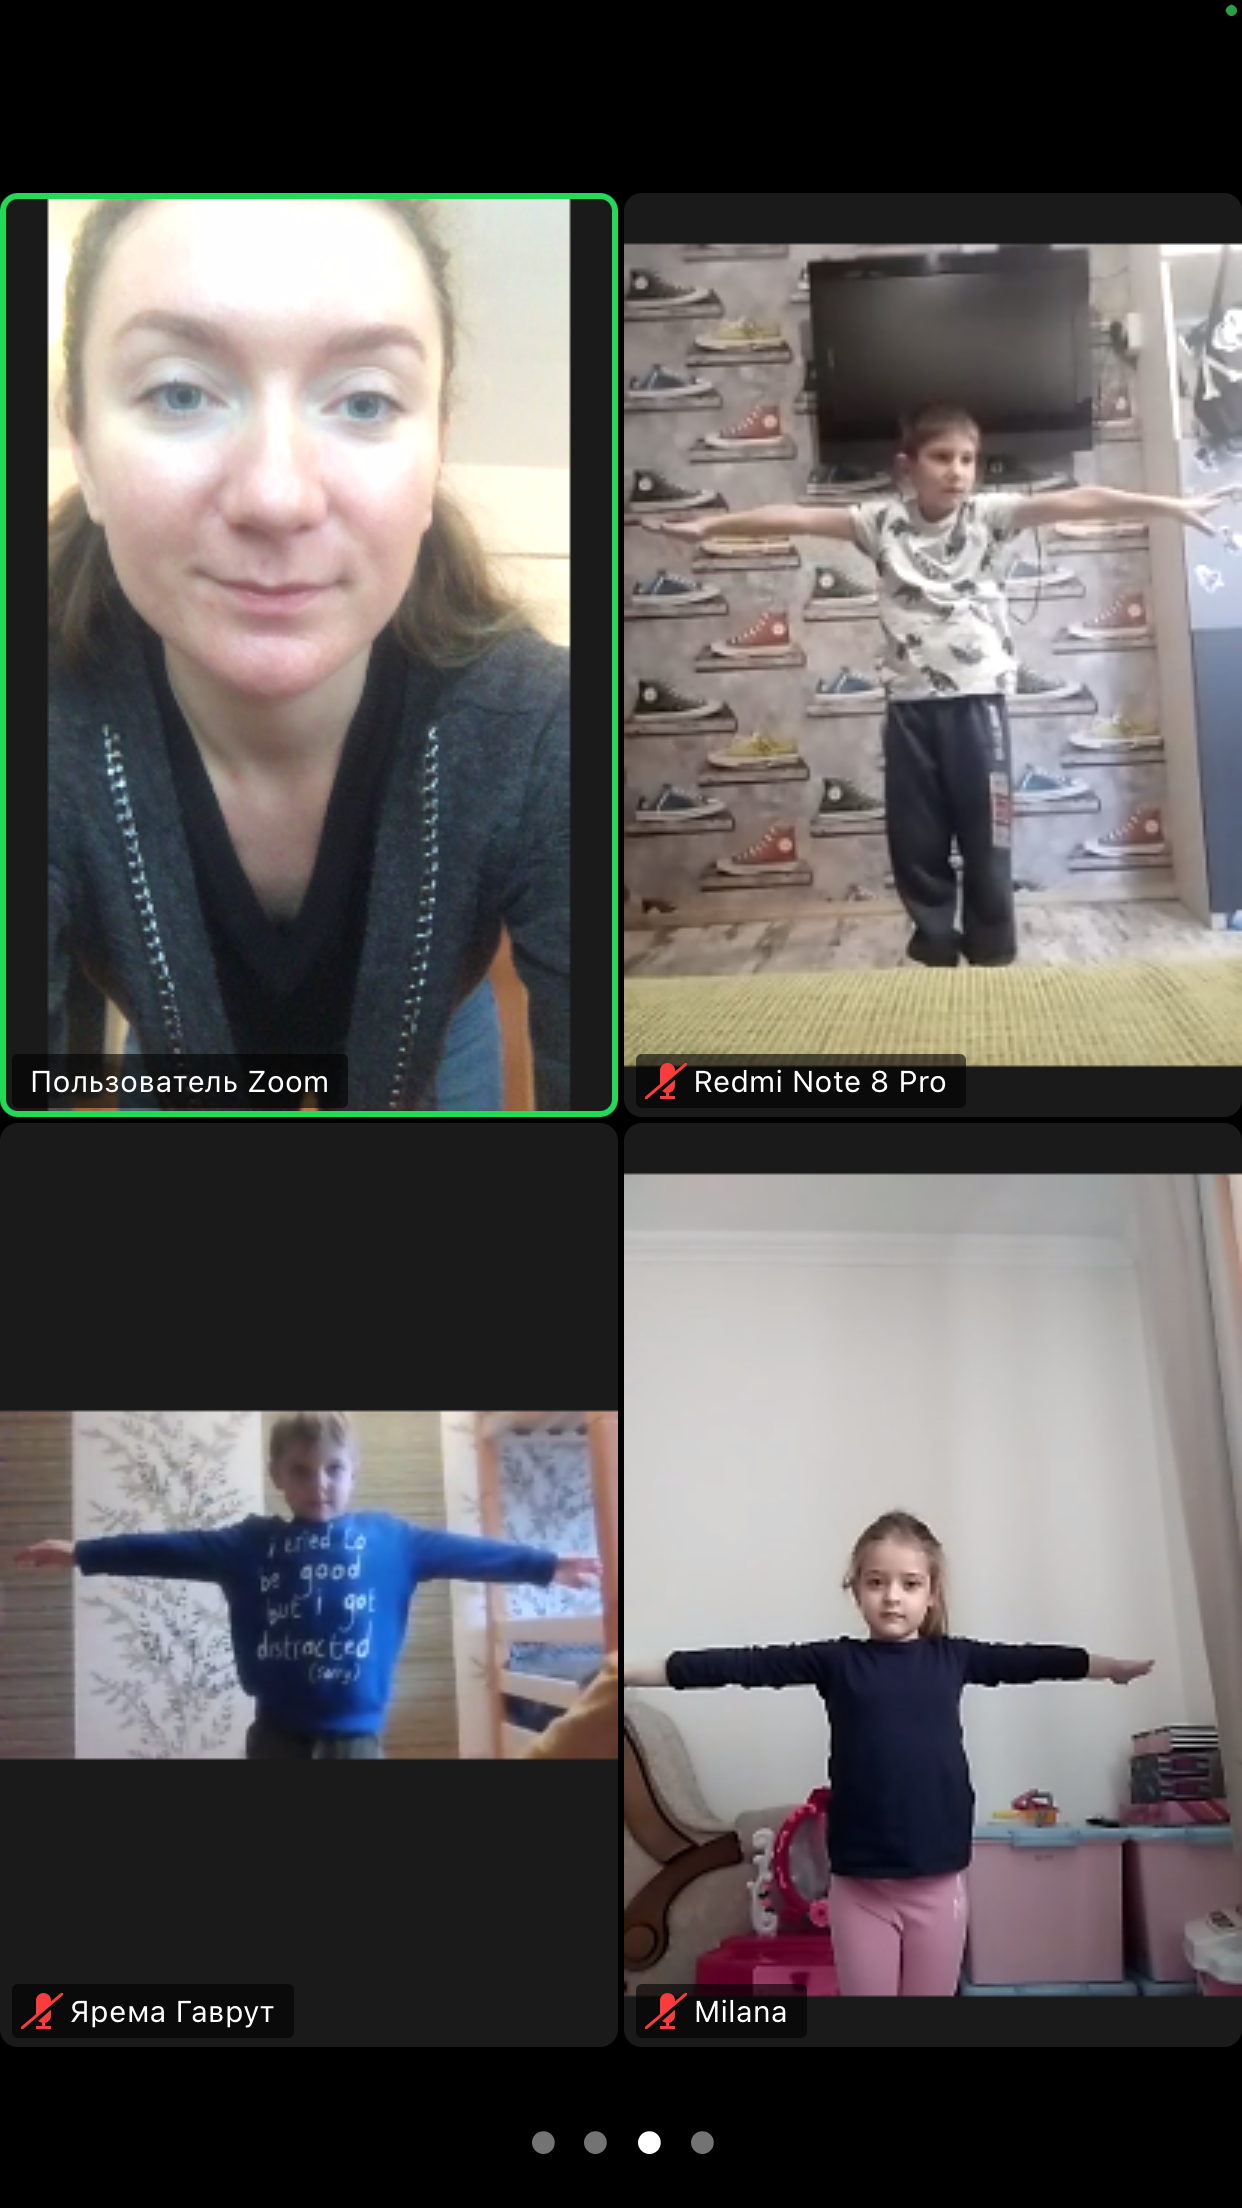 Пользователь Zoom
Redmi Note 8 Pro
i tried to
be good
but i got
distracted
(sorry)
Ярема Гаврут
Milana